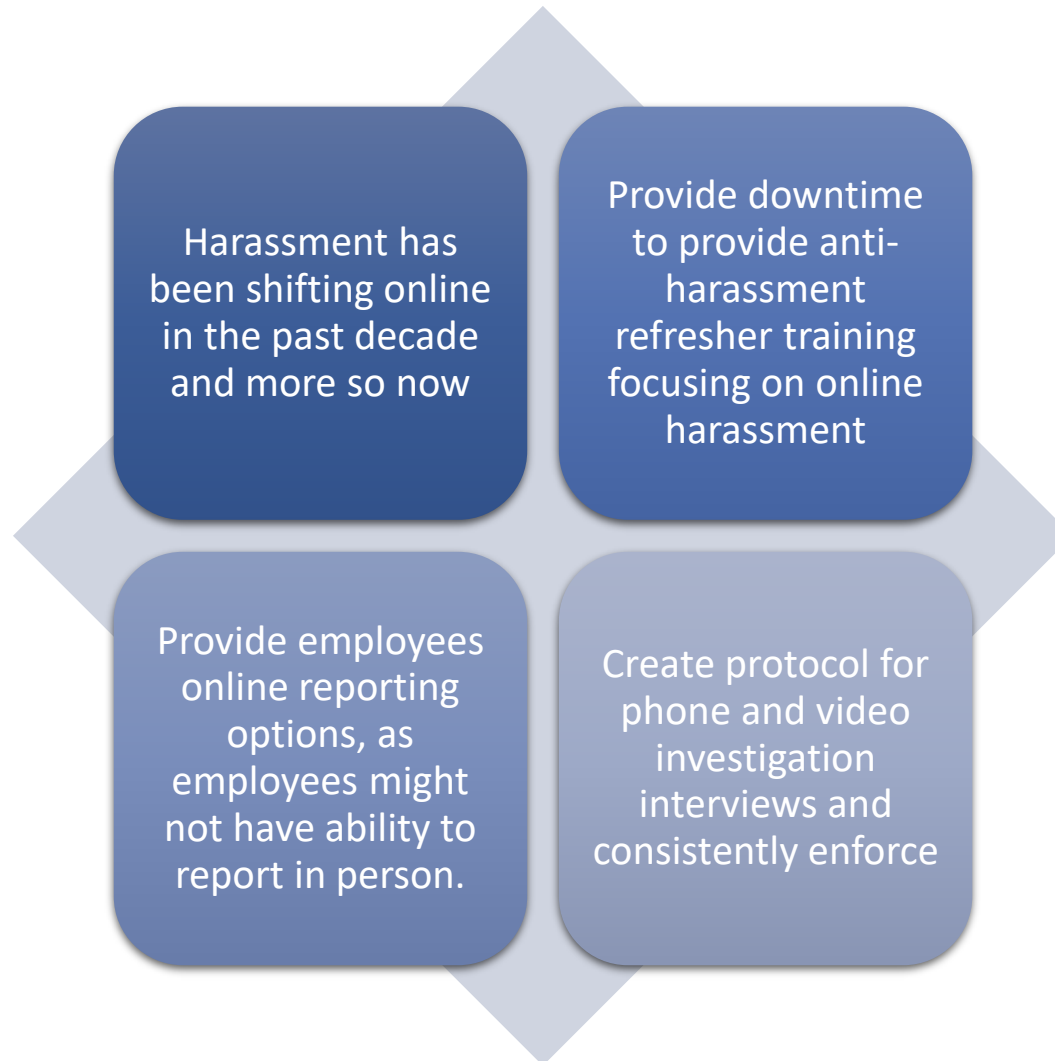 Harassment has
been shifting online
in the past decade
and more so now
Provide downtime
to provide anti-
harassment
refresher training
focusing on online
harassment
Provide employees
online reporting
options, as
employees might
not have ability to
report in person.
Create protocol for
phone and video
investigation
interviews and
consistently enforce